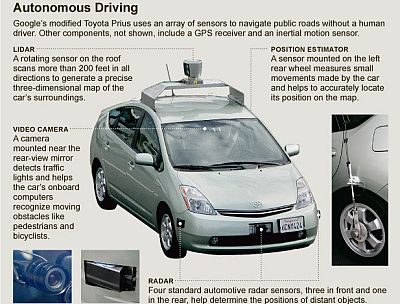 Autonomous Driving
Google's modified Toyota Prius uses an array of sensors to navigate public roads without a human
driver. Other components, not shown, include a GPS receiver and an inertial motion sensor.
LIDAR
A rotating sensor on the roof
scans more than 200 feet in all
directions to generate a precise
three-dimensional map of the
car's surroundings.
POSITION ESTIMATOR
A sensor mounted on the left
rear wheel measures small
movements made by the car
and helps to accurately locate
its position on the map.
VIDEO CAMERA
A camera
mounted near the
rear-view mirror
detects traffic
lights and helps
the car's onboard
computers
recognize moving
obstacles like
pedestrians and
bicyclists.
RADAR
Four standard automotive radar sensors, three in front and one
in the rear, help determine the positions of distant objects.